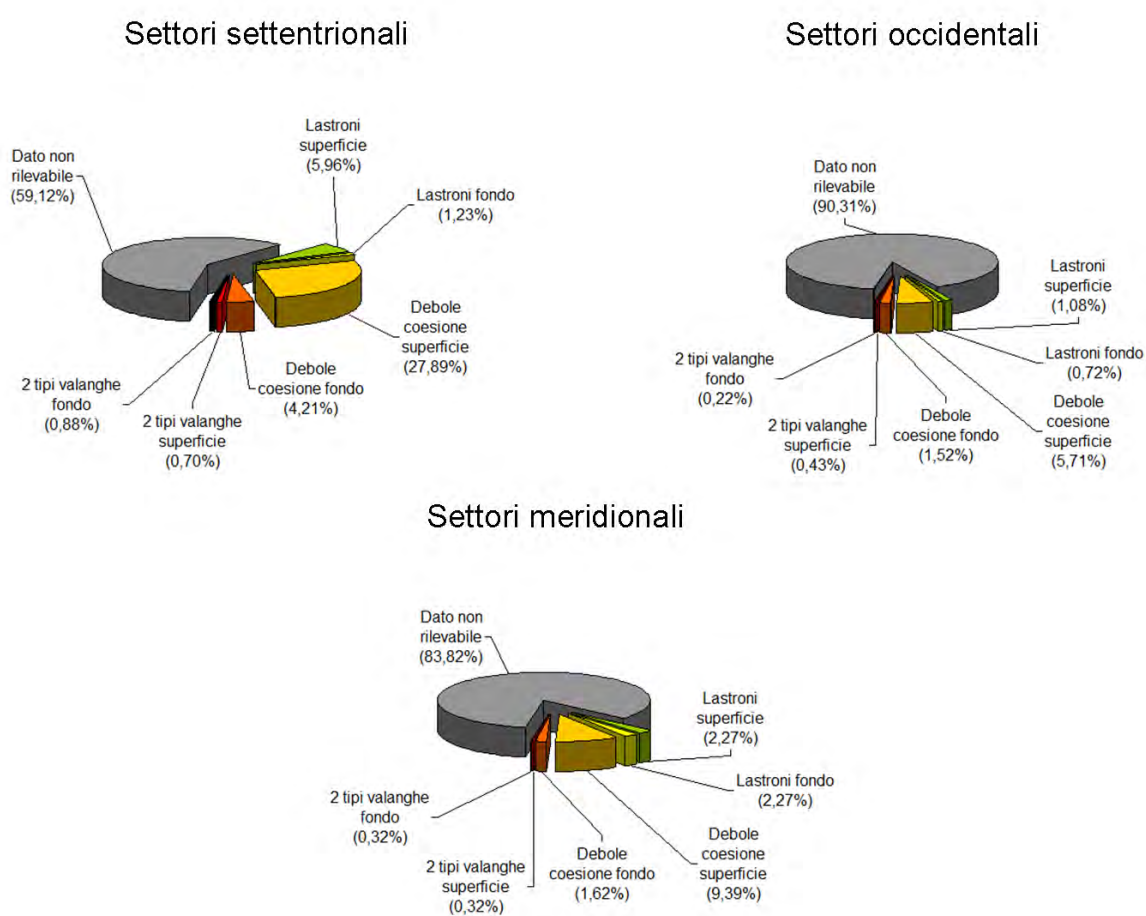 Settori settentrionali
Lastroni
superficie
(5,96%)
Dato non
rilevabile
(59,12%)
Lastroni fondo
(1,23%)
Debole
coesione
superficie
(27,89%)
Debole
coesione fondo
(4,21%)
2 tipi valanghe
superficie
(0,70%)
2 tipi valanghe
fondo
(0,88%)
Settori occidentali
Dato non
rilevabile
(90,31%)
Lastroni
superficie
(1,08%)
Lastroni fondo
(0,72%)
Debole
coesione
superficie
(5,71%)
Debole
coesione fondo
(1,52%)
2 tipi valanghe
superficie
(0,43%)
2 tipi valanghe
fondo
(0,22%)
Settori meridionali
Dato non
rilevabile
(83,82%)
Lastroni
superficie
(2,27%)
Lastroni fondo
(2,27%)
Debole
coesione
superficie
(9,39%)
Debole
coesione fondo
(1,62%)
2 tipi valanghe
superficie
(0,32%)
2 tipi valanghe
fondo
(0,32%)